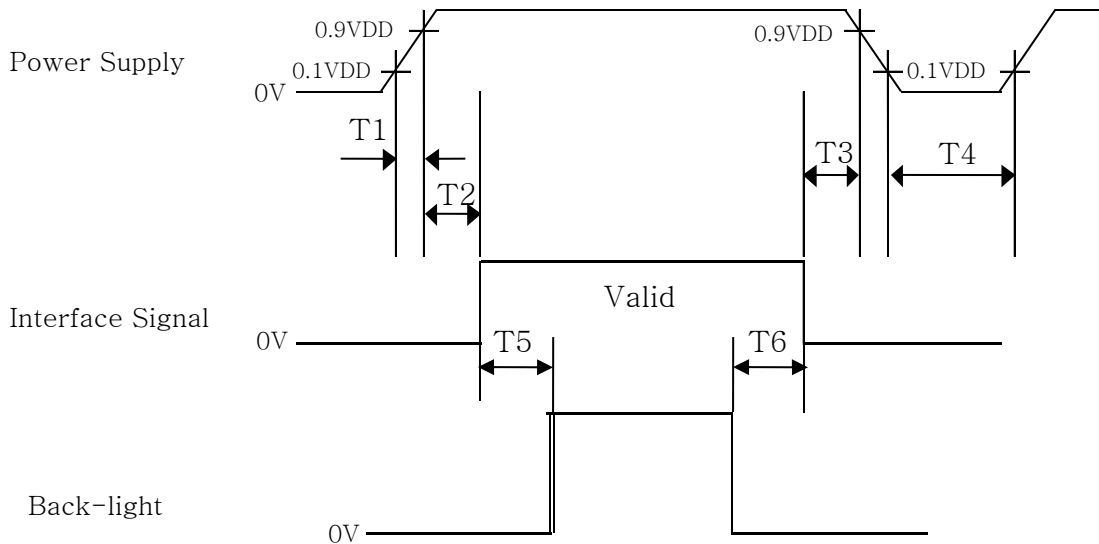 0.9VDD
0.9VDD
Power Supply
0.1VDD
0.1VDD
0V
T1
T3
T4
T2
Valid
Interface Signal
0V
T5
T6
Back-light
0V